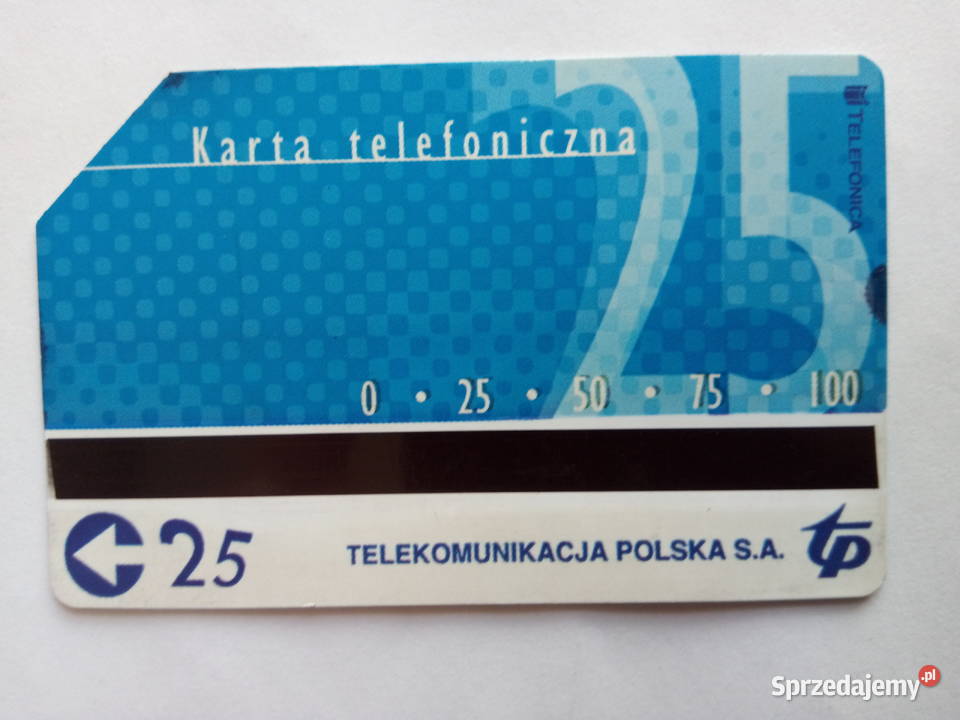 Karta telefoniczna
25
TELEFONICA
0 • 25 • 50 • 75 • 100
25 TELEKOMUNIKACJA POLSKA S.A. tp
Sprzedajemy.pl